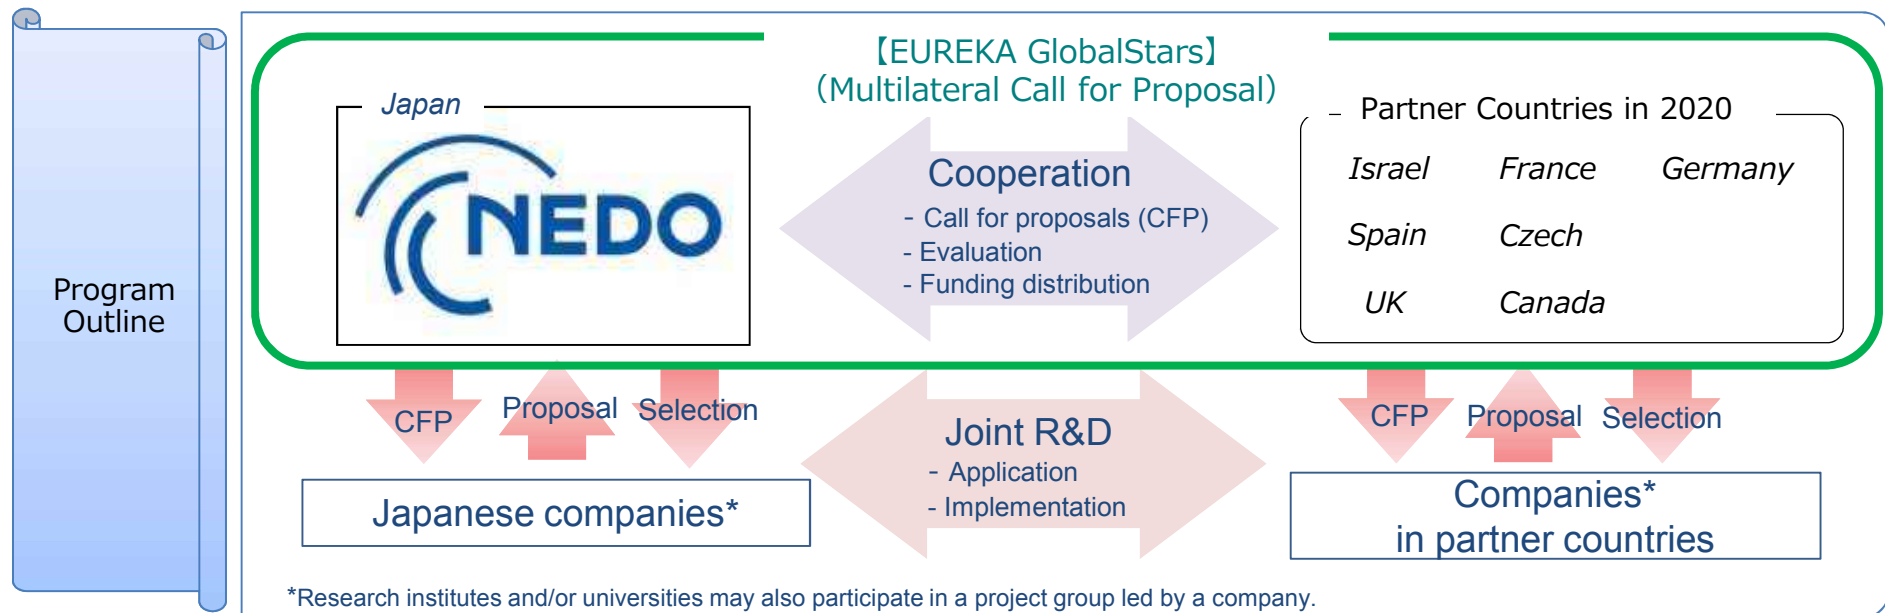 Program
Outline
【EUREKA GlobalStars】
(Multilateral Call for Proposal)
Japan
NEDO
Cooperation
- Call for proposals (CFP)
- Evaluation
- Funding distribution
Partner Countries in 2020
Israel France Germany
Spain Czech
UK Canada
CFP Proposal Selection
Joint R&D
- Application
- Implementation
CFP Proposal Selection
Japanese companies*
Companies*
in partner countries
*Research institutes and/or universities may also participate in a project group led by a company.